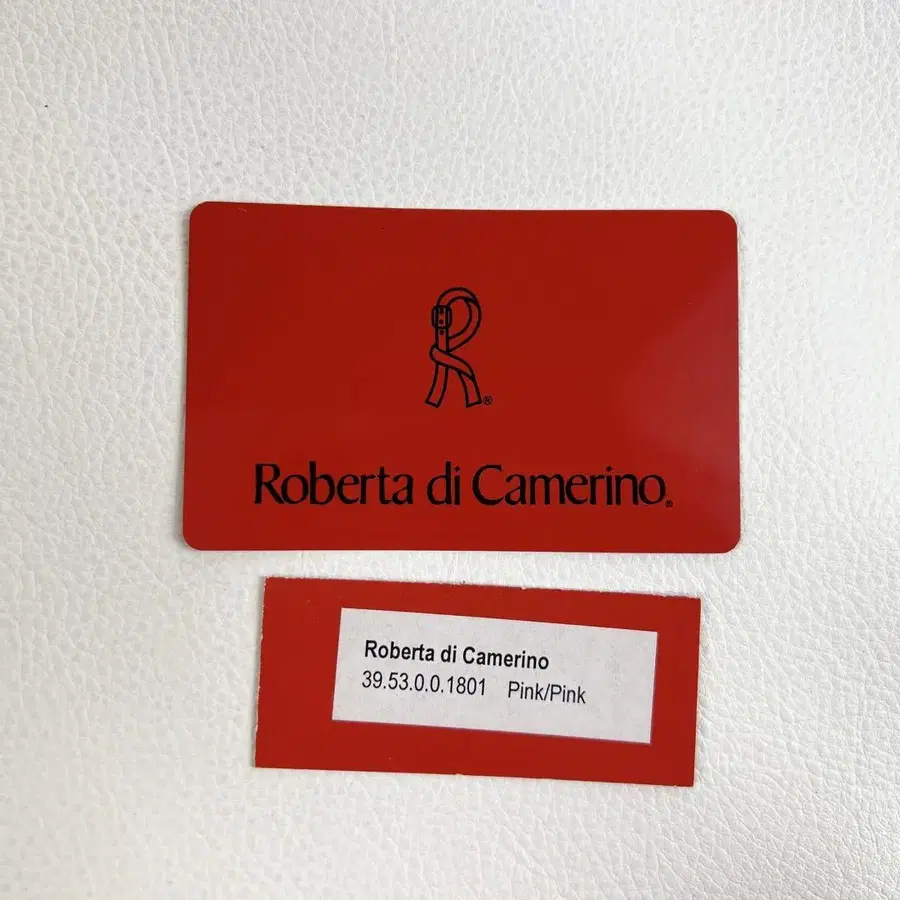 R®
Roberta di Camerino®
Roberta di Camerino
39.53.0.0.1801 Pink/Pink